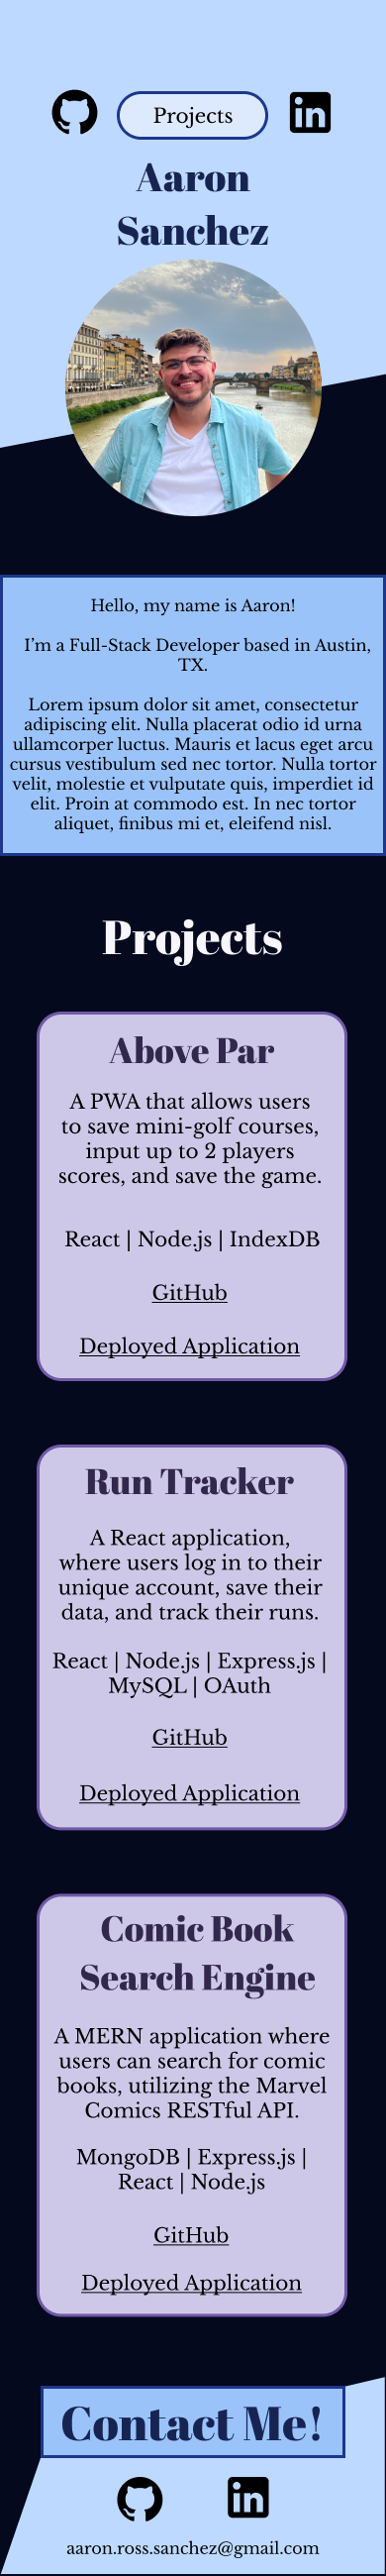 Projects
Aaron
Sanchez
Hello, my name is Aaron!
I'm a Full-Stack Developer based in Austin,
TX.
Lorem ipsum dolor sit amet, consectetur
adipiscing elit. Nulla placerat odio id urna
ullamcorper luctus. Mauris et lacus eget arcu
cursus vestibulum sed nec tortor. Nulla tortor
velit, molestie et vulputate quis, imperdiet id
elit. Proin at commodo est. In nec tortor
aliquet, finibus mi et, eleifend nisl.
Projects
Above Par
A PWA that allows users
to save mini-golf courses,
input up to 2 players
scores, and save the game.
React | Node.js | IndexDB
GitHub
Deployed Application
Run Tracker
A React application,
where users log in to their
unique account, save their
data, and track their runs.
React | Node.js | Express.js |
MySQL | OAuth
GitHub
Deployed Application
Comic Book
Search Engine
A MERN application where
users can search for comic
books, utilizing the Marvel
Comics RESTful API.
MongoDB | Express.js |
React | Node.js
GitHub
Deployed Application
Contact Me!
aaron.ross.sanchez@gmail.com